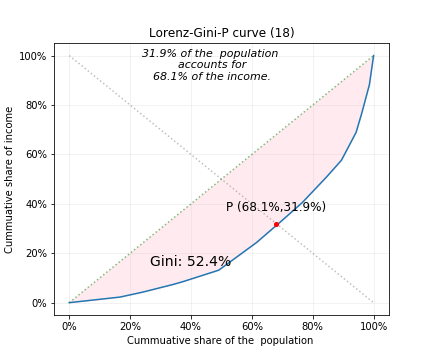 Lorenz-Gini-P curve (18)
31.9% of the  population
accounts for
68.1% of the income.
100%
80%
60%
40%
20%
0%
Cummuative share of income
P (68.1%,31.9%)
Gini: 52.4%
0%
20%
40%
60%
80%
100%
Cummuative share of the  population